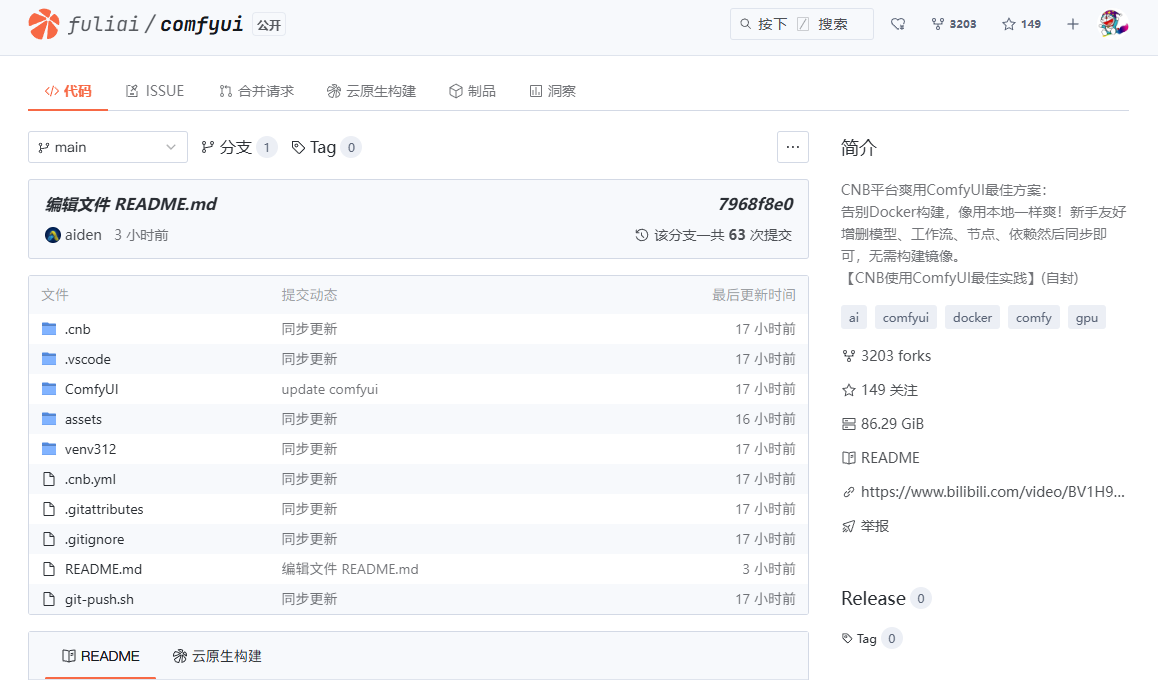 fuliai / comfyui 公开
按下 / 搜索
3203
149
代码
ISSUE
合并请求
云原生构建
制品
洞察
main
分支 1
Tag 0
编辑文件 README.md
7968f8e0
aiden 3 小时前
该分支一共 63 次提交
文件 提交动态 最后更新时间
.cnb 同步更新 17 小时前
.vscode 同步更新 17 小时前
ComfyUI update comfyui 17 小时前
assets 同步更新 16 小时前
venv312 同步更新 17 小时前
.cnb.yml 同步更新 17 小时前
.gitattributes 同步更新 17 小时前
.gitignore 同步更新 17 小时前
README.md 编辑文件 README.md 3 小时前
git-push.sh 同步更新 17 小时前
README
云原生构建
简介
CNB平台爽用ComfyUI最佳方案：
告别Docker构建，像用本地一样爽！新手友好
增删模型、工作流、节点、依赖然后同步即
可，无需构建镜像。
【CNB使用ComfyUI最佳实践】(自封)
ai comfyui docker comfy gpu
3203 forks
149 关注
86.29 GiB
README
https://www.bilibili.com/video/BV1H9...
举报
Release 0
Tag 0